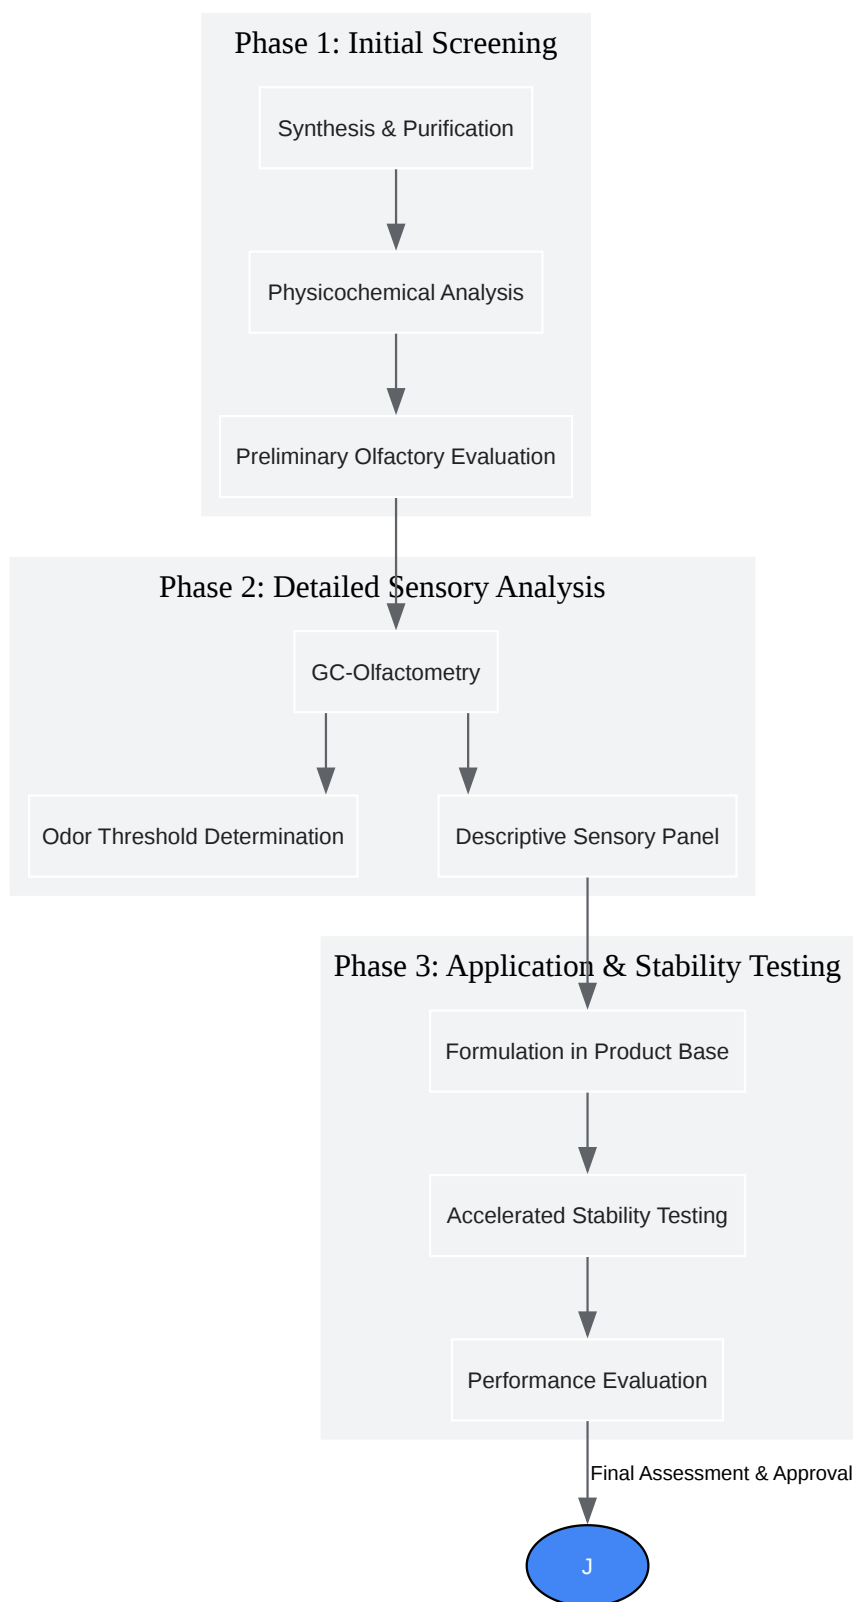 Phase 1: Initial Screening
Synthesis & Purification
Physicochemical Analysis
Preliminary Olfactory Evaluation
Phase 2: Detailed Sensory Analysis
GC-Olfactometry
Odor Threshold Determination
Descriptive Sensory Panel
Phase 3: Application & Stability Testing
Formulation in Product Base
Accelerated Stability Testing
Performance Evaluation
Final Assessment & Approval
J